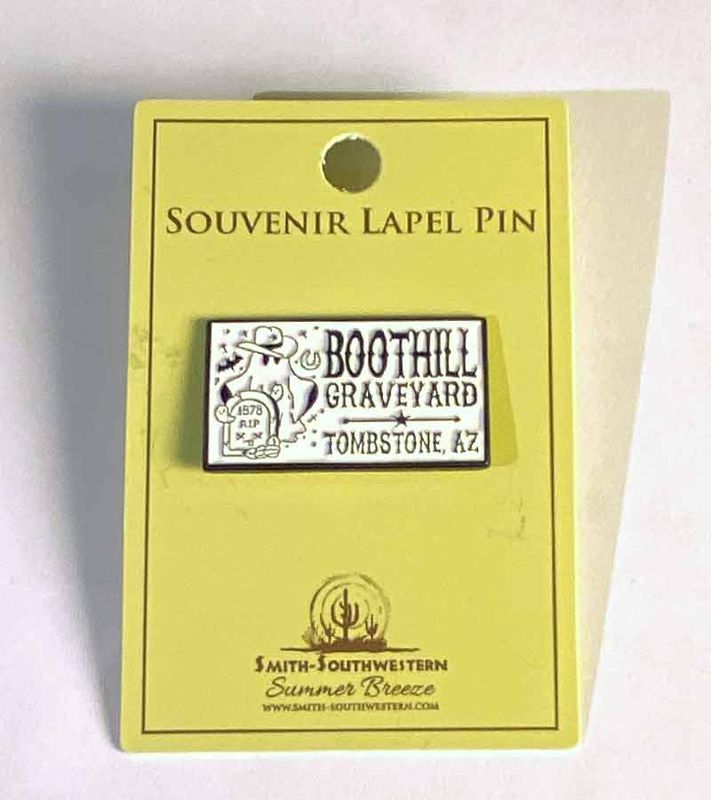 SOUVENIR LAPEL PIN
BOOTHILL
GRAVEYARD
TOMBSTONE, AZ
1878
RIP
SMITH-SOUTHWESTERN
Summer Breeze
WWW.SMITH-SOUTHWESTERN.COM